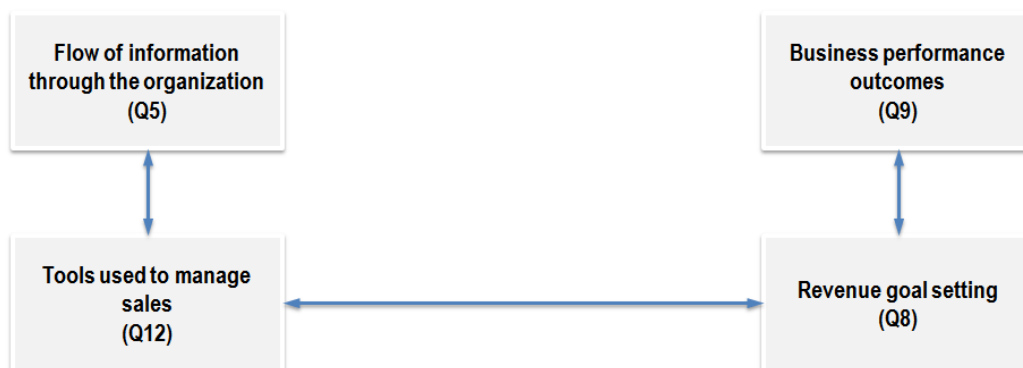 Flow of information
through the organization
(Q5)
Business performance
outcomes
(Q9)
Tools used to manage
sales
(Q12)
Revenue goal setting
(Q8)